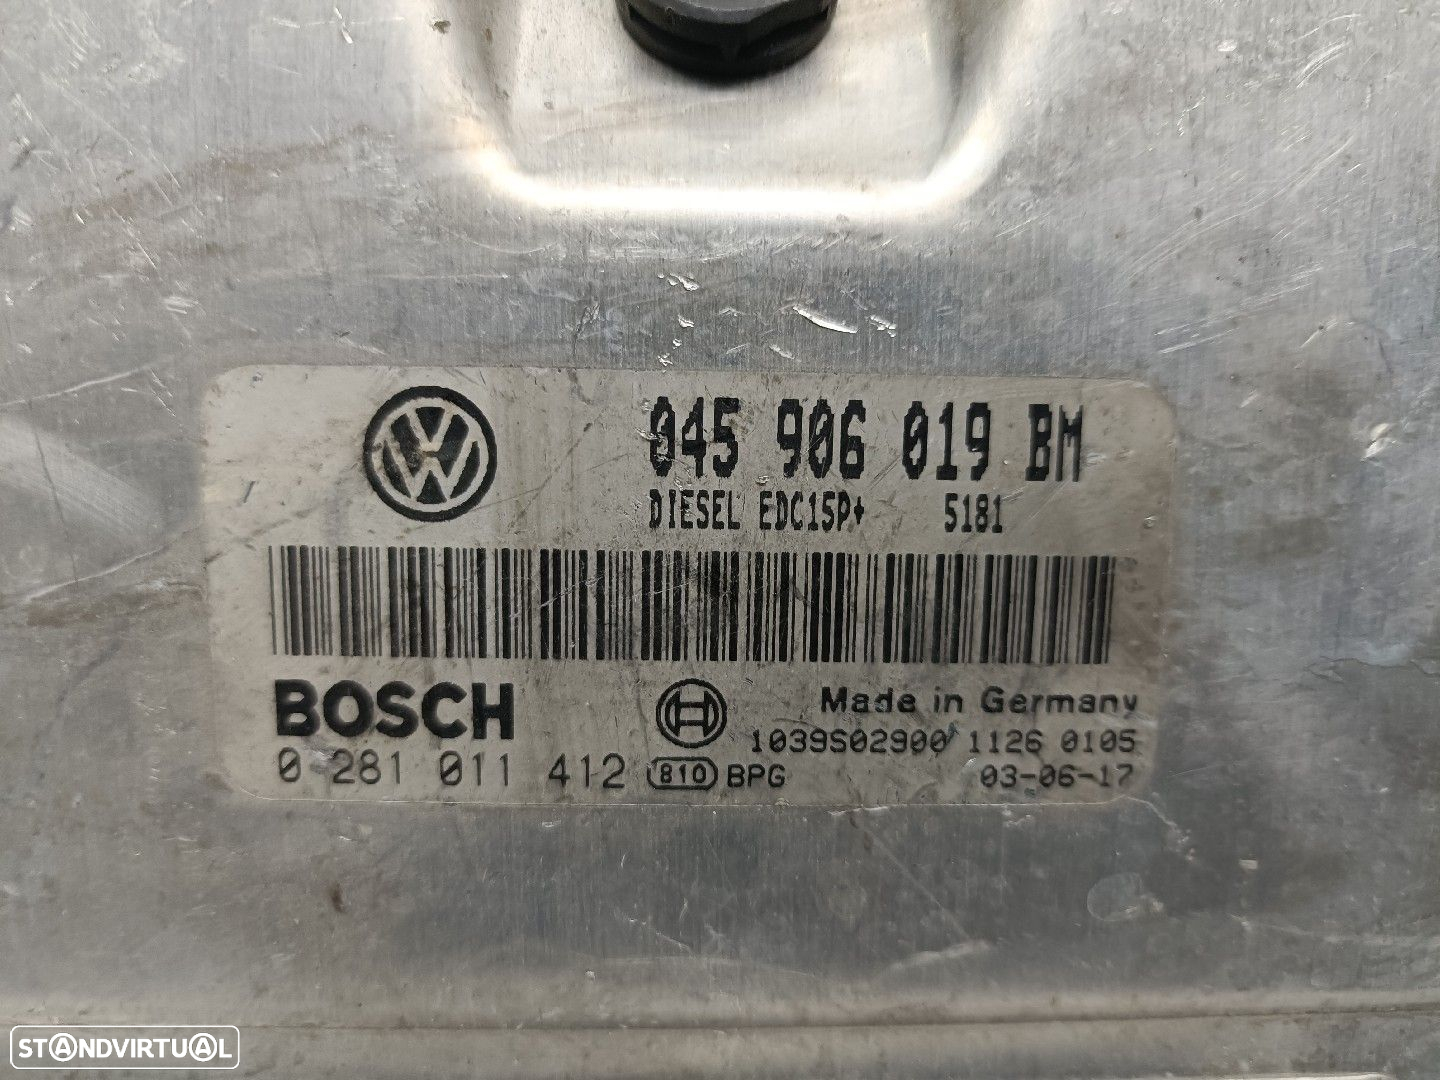 045 906 019 BM
DIESEL EDC15P+ 5181
BOSCH
Made in Germany
1039S02900 1126 0105
0 281 011 412 810 BPG 03-06-17
STANDVIRTUAL